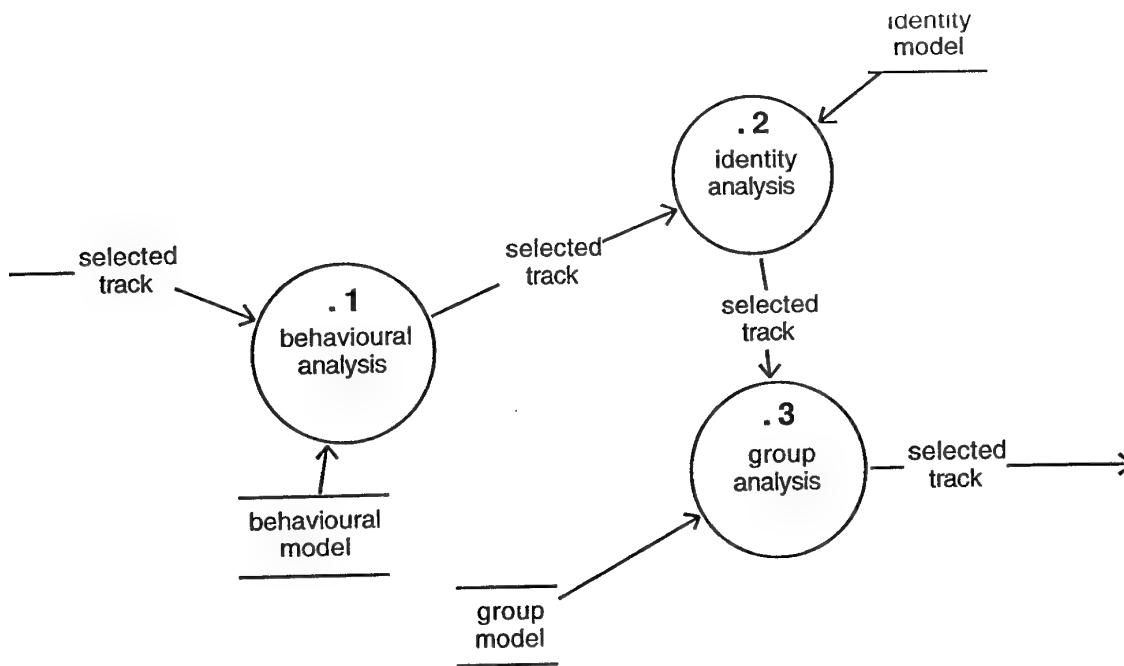 identity
model
.2
identity
analysis
selected
track
selected
track
.1
behavioural
analysis
selected
track
.3
group
analysis
selected
track
behavioural
model
group
model